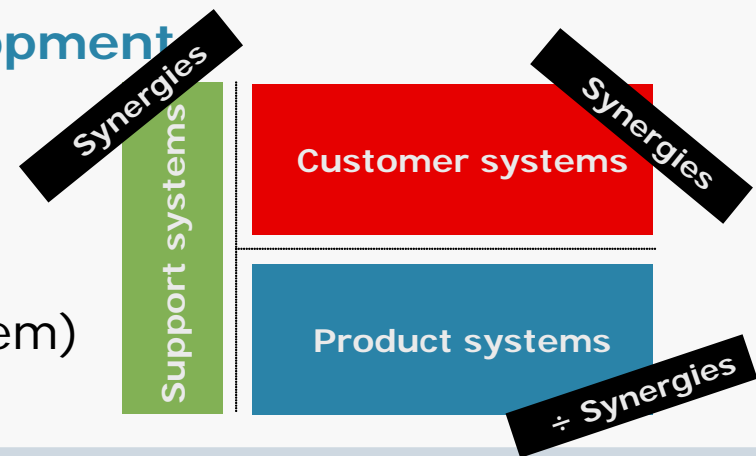 opment
Synergies
Synergies
Support systems
Customer systems
em)
Product systems
÷ Synergies